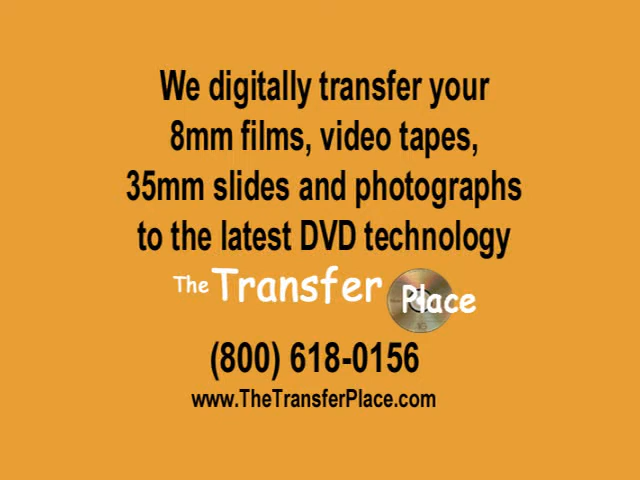 We digitally transfer your
8mm films, video tapes,
35mm slides and photographs
to the latest DVD technology
The Transfer Place
(800) 618-0156
www.TheTransferPlace.com